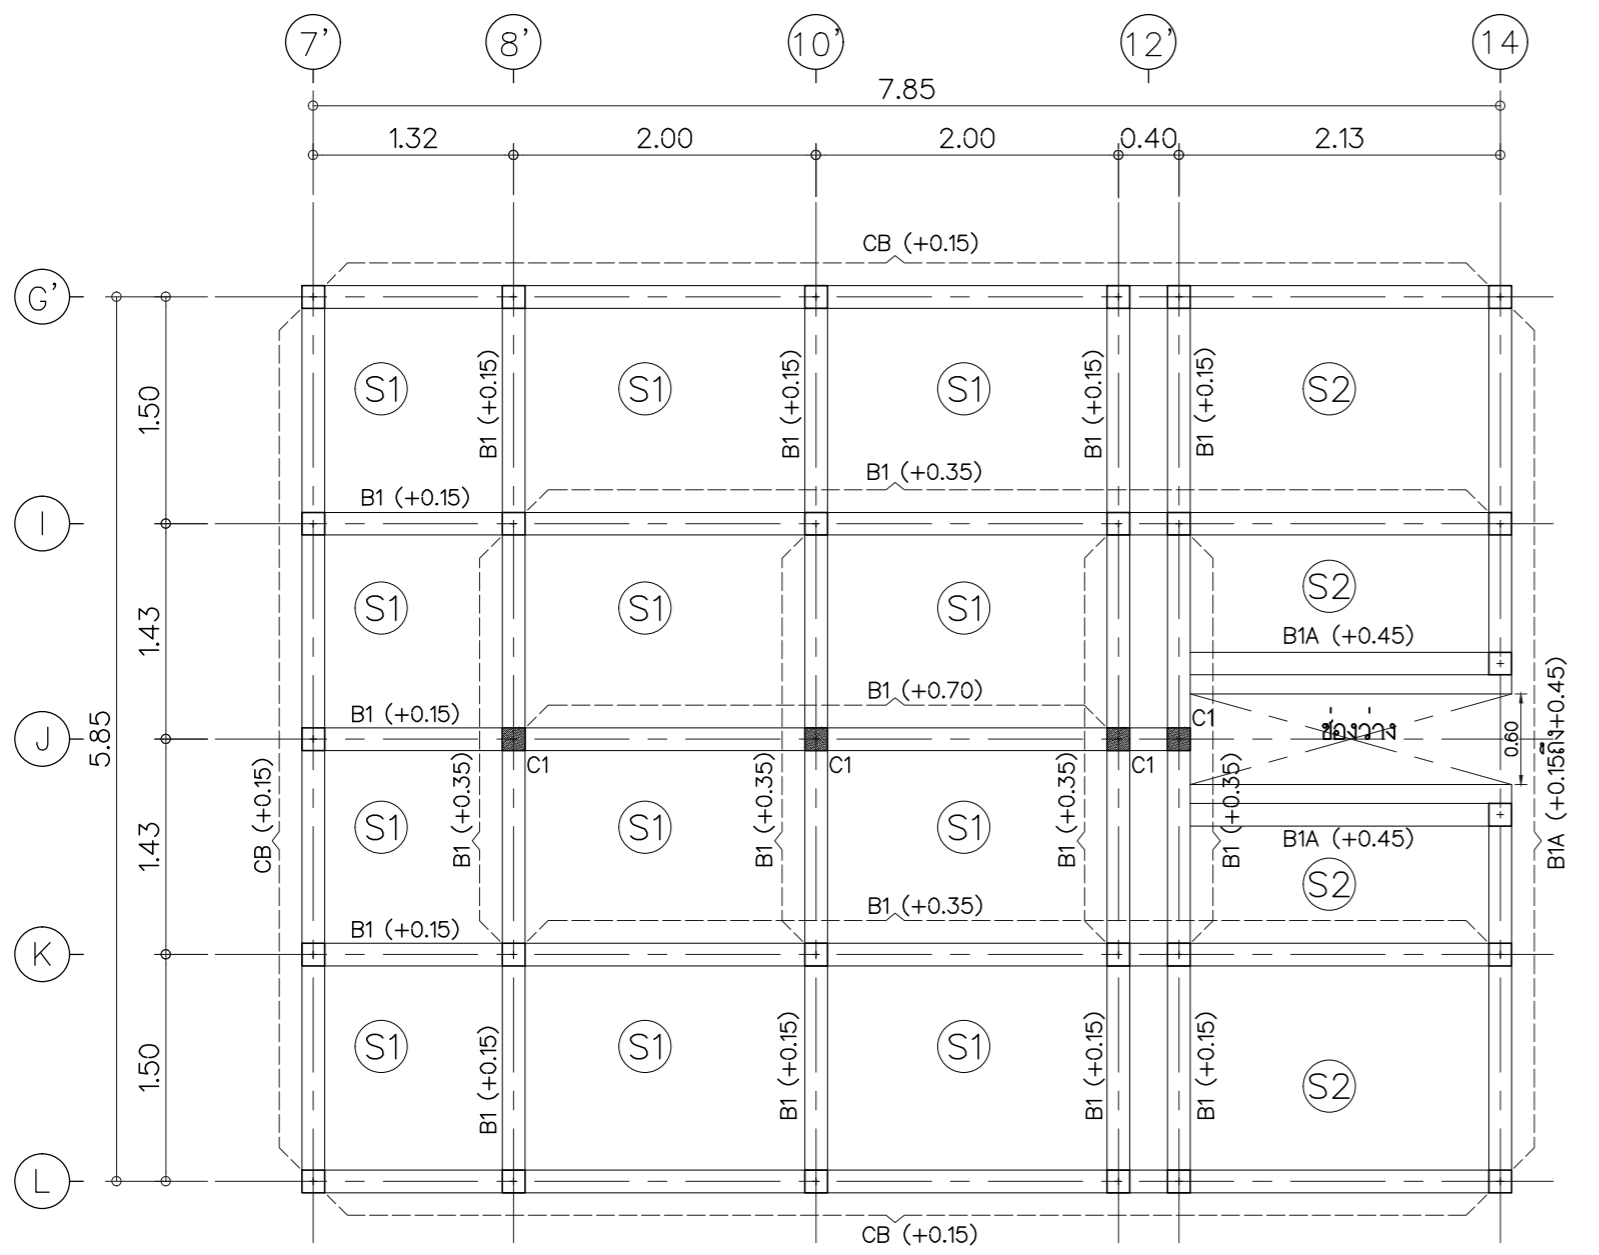 7' 8' 10' 12' 14
7.85
1.32 2.00 2.00 0.40 2.13
CB (+0.15)
G'
1.50
S1 S1 S1 S2
B1 (+0.15) B1 (+0.15) B1 (+0.15) B1 (+0.15)
B1 (+0.35)
B1 (+0.15)
I
1.43
S1 S1 S1 S2
B1A (+0.45)
B1 (+0.70)
B1 (+0.15)
C1
ช่องว่าง
0.60
J
5.85
C1 C1 C1
CB (+0.15)
B1 (+0.35) B1 (+0.35) B1 (+0.35) B1 (+0.35)
B1A (+0.15ถึง+0.45)
1.43
S1 S1 S1
B1A (+0.45)
S2
B1 (+0.35)
B1 (+0.15)
K
1.50
S1 S1 S1 S2
B1 (+0.15) B1 (+0.15) B1 (+0.15) B1 (+0.15)
L
CB (+0.15)